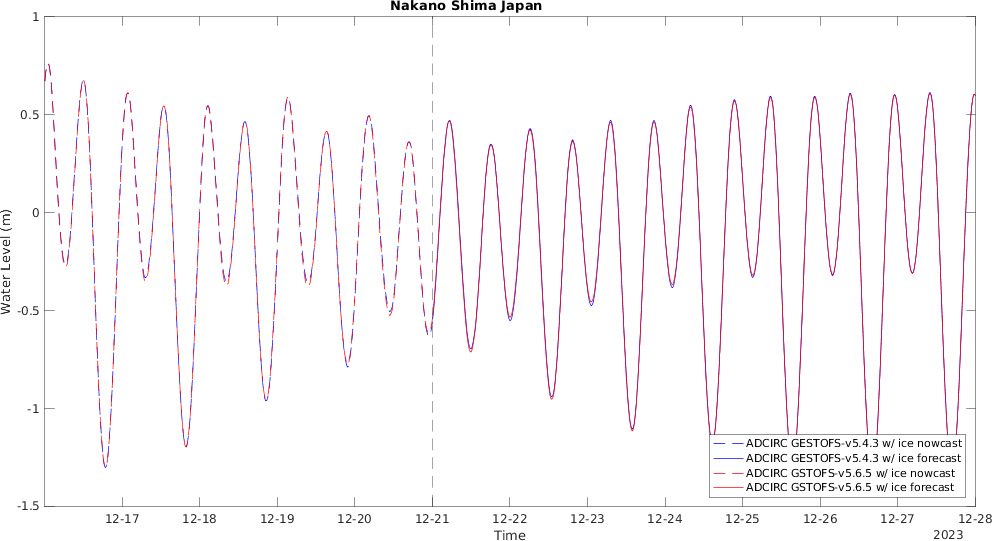 Nakano Shima Japan
1
0.5
0
-0.5
-1
-1.5
Water Level (m)
12-17 12-18 12-19 12-20 12-21 12-22 12-23 12-24 12-25 12-26 12-27 12-28
Time
2023
ADCIRC GESTOFS-v5.4.3 w/ ice nowcast
ADCIRC GESTOFS-v5.4.3 w/ ice forecast
ADCIRC GSTOFS-v5.6.5 w/ ice nowcast
ADCIRC GSTOFS-v5.6.5 w/ ice forecast